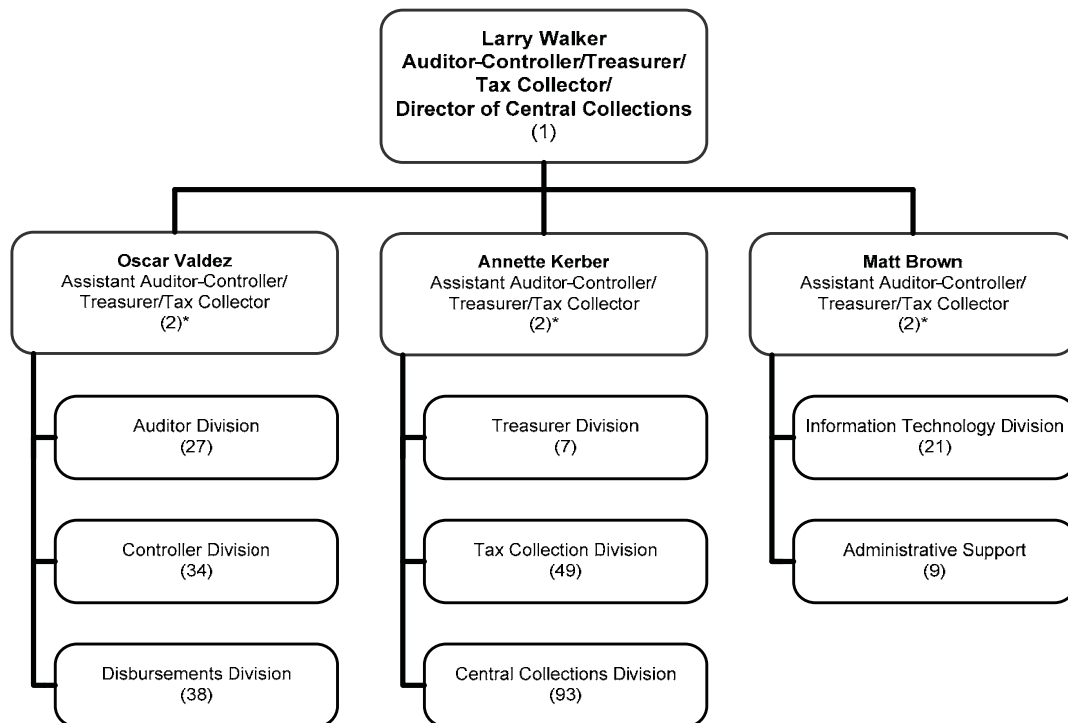 Larry Walker
Auditor-Controller/Treasurer/
Tax Collector/
Director of Central Collections
(1)
Oscar Valdez
Assistant Auditor-Controller/
Treasurer/Tax Collector
(2)*
Annette Kerber
Assistant Auditor-Controller/
Treasurer/Tax Collector
(2)*
Matt Brown
Assistant Auditor-Controller/
Treasurer/Tax Collector
(2)*
Auditor Division
(27)
Controller Division
(34)
Disbursements Division
(38)
Treasurer Division
(7)
Tax Collection Division
(49)
Central Collections Division
(93)
Information Technology Division
(21)
Administrative Support
(9)